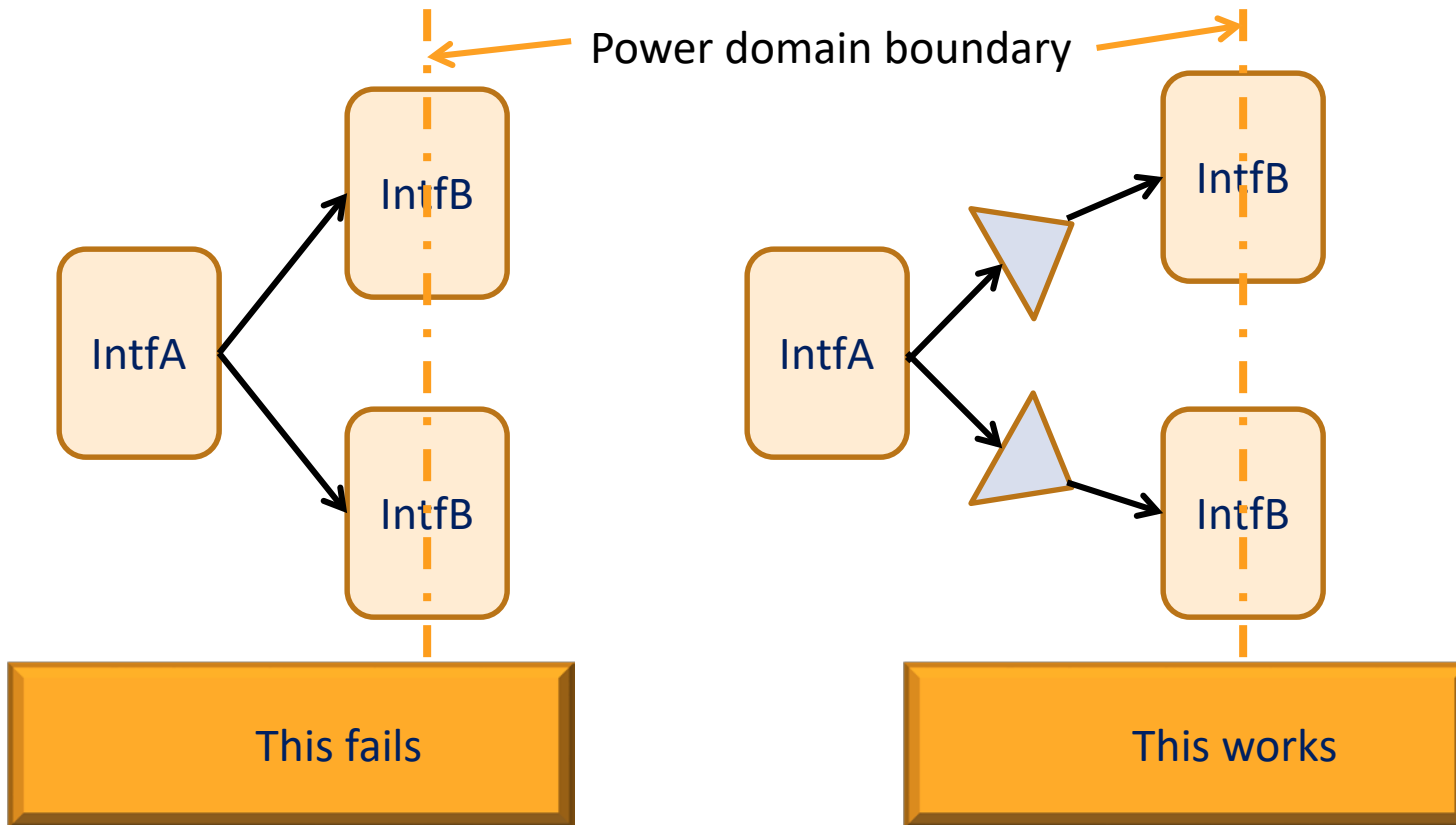 Power domain boundary
IntfB
IntfB
IntfA
IntfA
IntfB
IntfB
This fails
This works